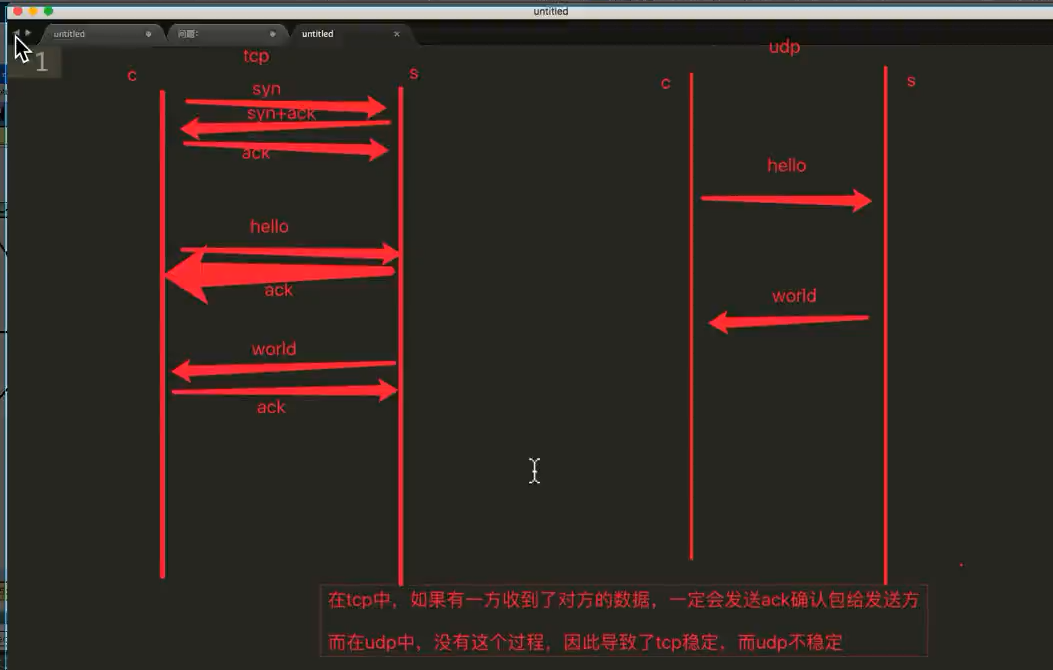 untitled
untitled
问题:
untitled
1
tcp
udp
c
s
c
s
syn
syn+ack
ack
hello
hello
ack
world
world
ack
在tcp中，如果有一方收到了对方的数据，一定会发送ack确认包给发送方
而在udp中，没有这个过程，因此导致了tcp稳定，而udp不稳定